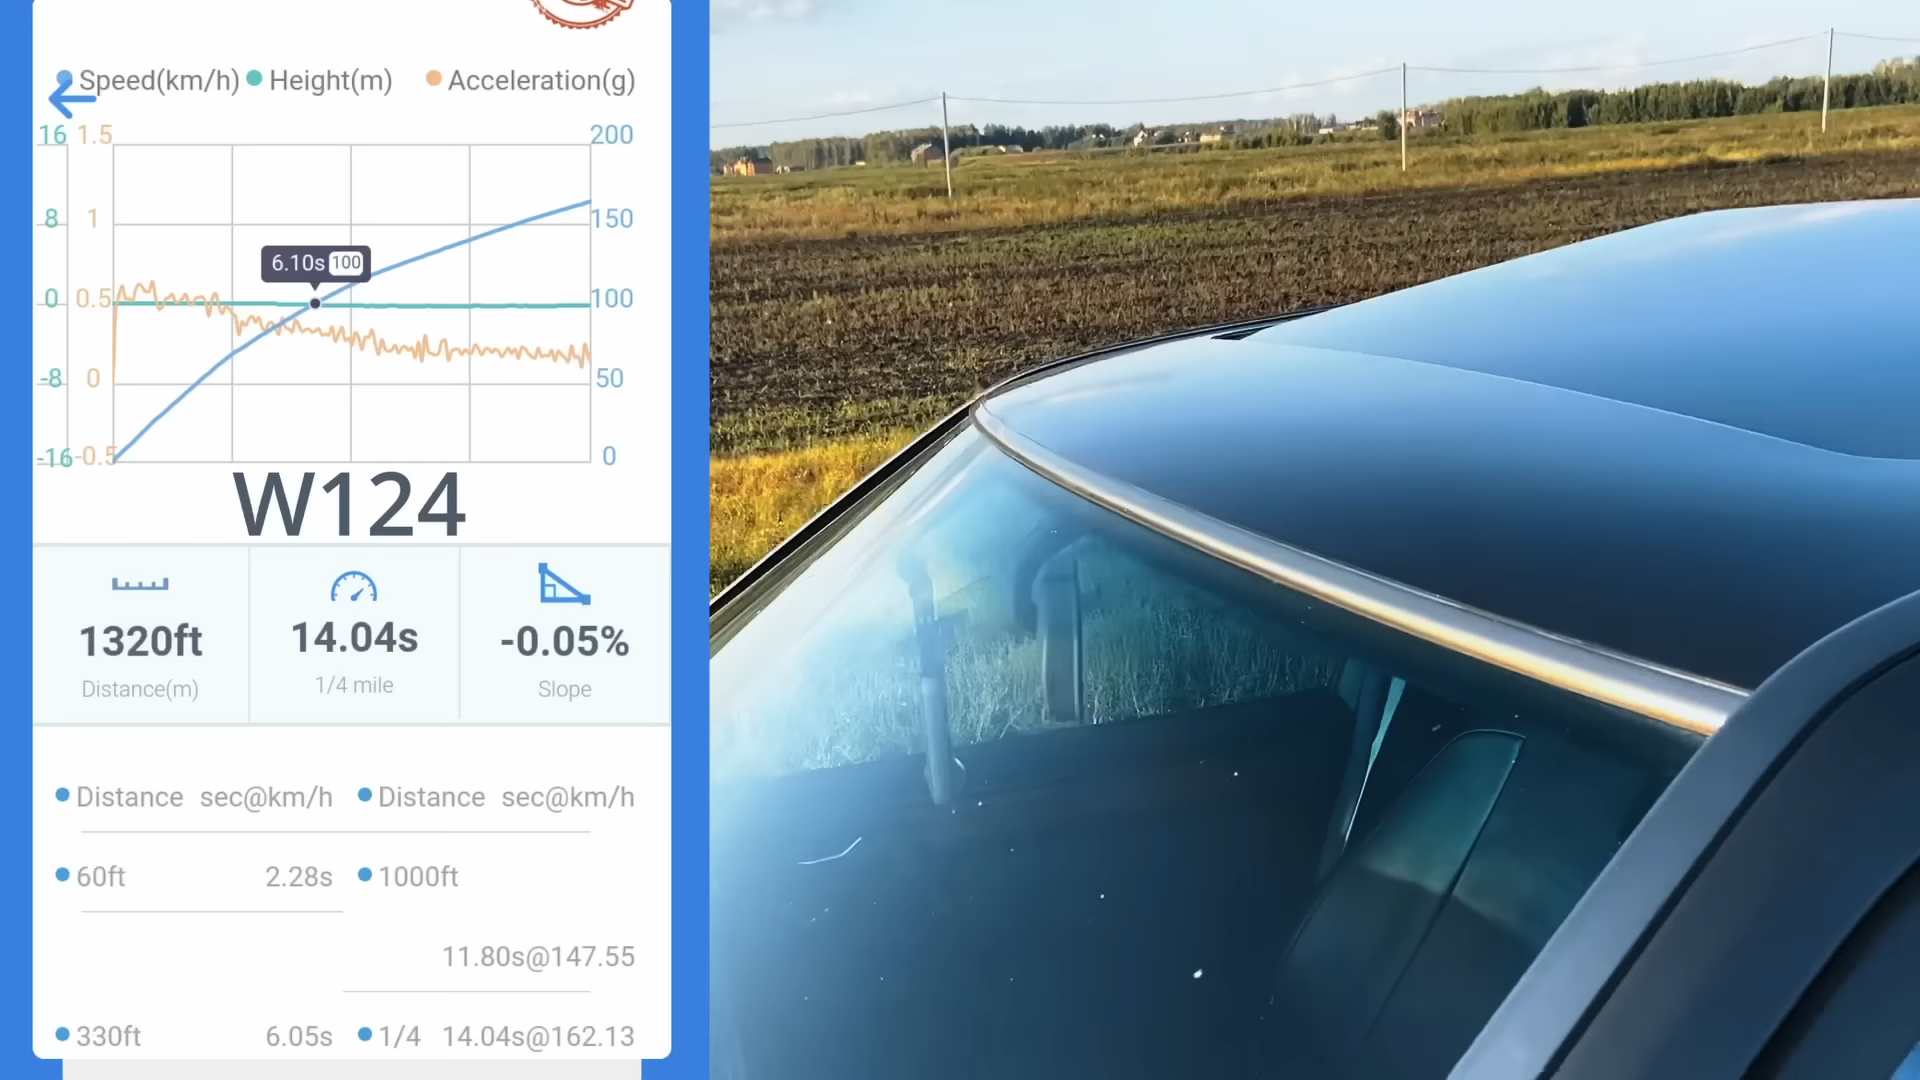 Speed(km/h) Height(m) Acceleration(g)
16 1.5 200
8 1 150
6.10s 100
0 0.5 100
-8 0 50
-16 -0.5 0
W124
1320ft 14.04s -0.05%
Distance(m) 1/4 mile Slope
Distance sec@km/h Distance sec@km/h
60ft 2.28s 1000ft
11.80s@147.55
330ft 6.05s 1/4 14.04s@162.13